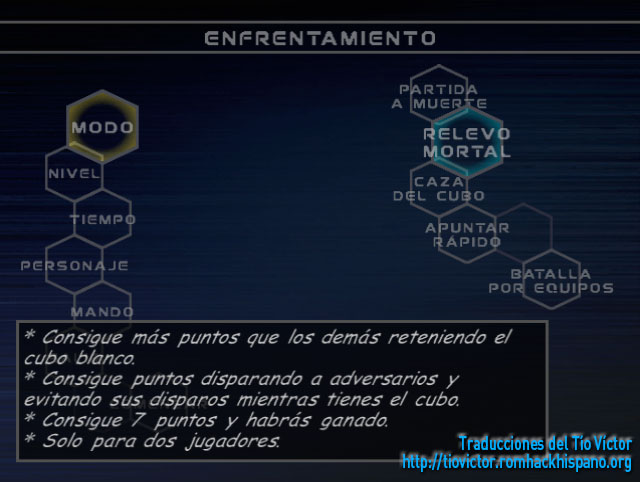 ENFRENTAMIENTO
MODO
NIVEL
TIEMPO
PERSONAJE
MANDO
PARTIDA
A MUERTE
RELEVO
MORTAL
CAZA
DEL CUBO
APUNTAR
RÁPIDO
BATALLA
POR EQUIPOS
* Consigue más puntos que los demás reteniendo el
cubo blanco.
* Consigue puntos disparando a adversarios y
evitando sus disparos mientras tienes el cubo.
* Consigue 7 puntos y habrás ganado.
* Solo para dos jugadores.
Traducciones del Tio Victor
http://tiovictor.romhackhispano.org